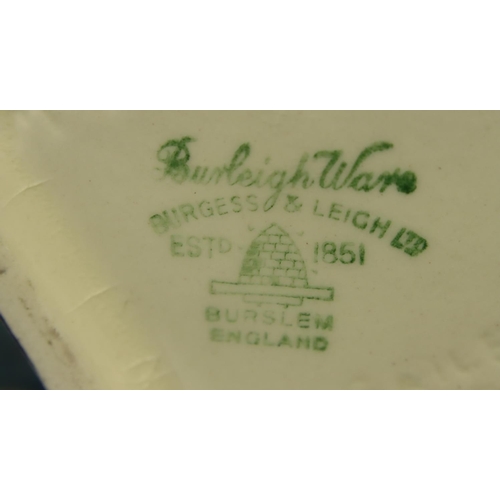 Burleigh Ware
BURGESS & LEIGH LTD
ESTD 1851
BURSLEM
ENGLAND